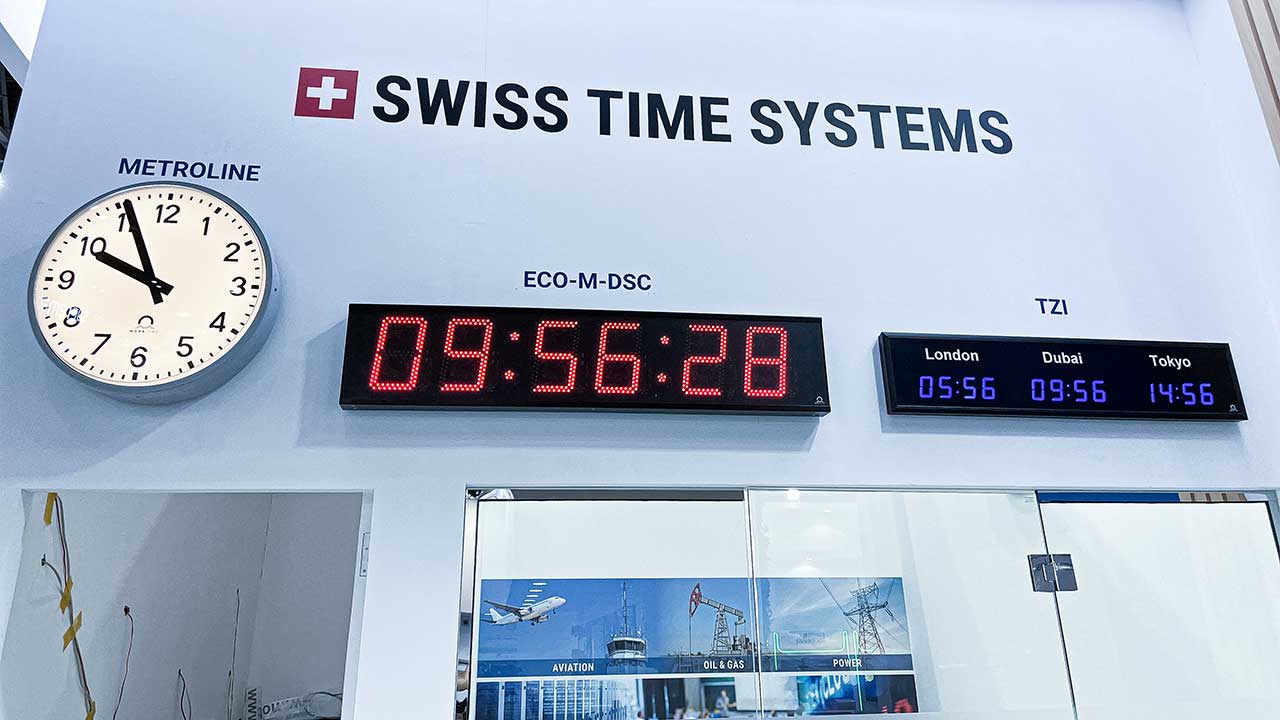 SWISS TIME SYSTEMS
METROLINE
12
11
1
10
2
9
3
8
4
7
5
6
MOBATIME
ECO-M-DSC
09:56:28
TZI
London Dubai Tokyo
05:56 09:56 14:56
AVIATION OIL & GAS POWER